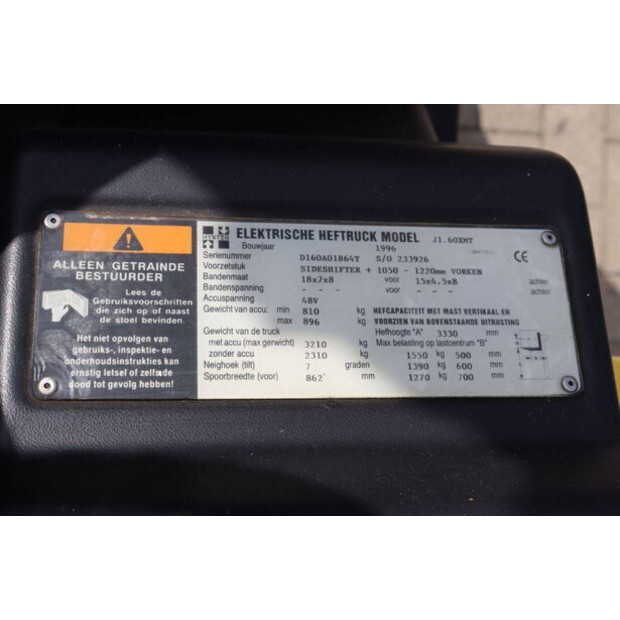 ALLEEN GETRAINDE
BESTUURDER
Lees de
Gebruiksvoorschriften
die zich op of naast
de stoel bevinden.
Het niet opvolgen van
gebruiks-, inspektie- en
onderhoudsinstrukties kan
ernstig letsel of zelfs de
dood tot gevolg hebben!
HYSTER ELEKTRISCHE HEFTRUCK MODEL J1.60XMT
Bouwjaar 1996
Serienummer D160A01864T S/O 233926 CE
Voorzetstuk SIDESHIFTER + 1050 - 1220mm VORKEN
Bandenmaat 18x7x8 voor 15x4.5x8 achter
Bandenspanning - - - voor - - - achter
Accuspanning 48V
Gewicht van accu: min 810 kg HEFCAPACITEIT MET MAST VERTIKAAL EN
max 896 kg VOORZIEN VAN BOVENSTAANDE UITRUSTING
Gewicht van de truck Hefhoogte "A" 3330 mm
met accu (max gerwicht) 3210 kg Max belasting op lastcentrum "B"
zonder accu 2310 kg 1550 kg 500 mm
Neighoek (tilt) 7 graden 1390 kg 600 mm
Spoorbreedte (voor) 862 mm 1270 kg 700 mm